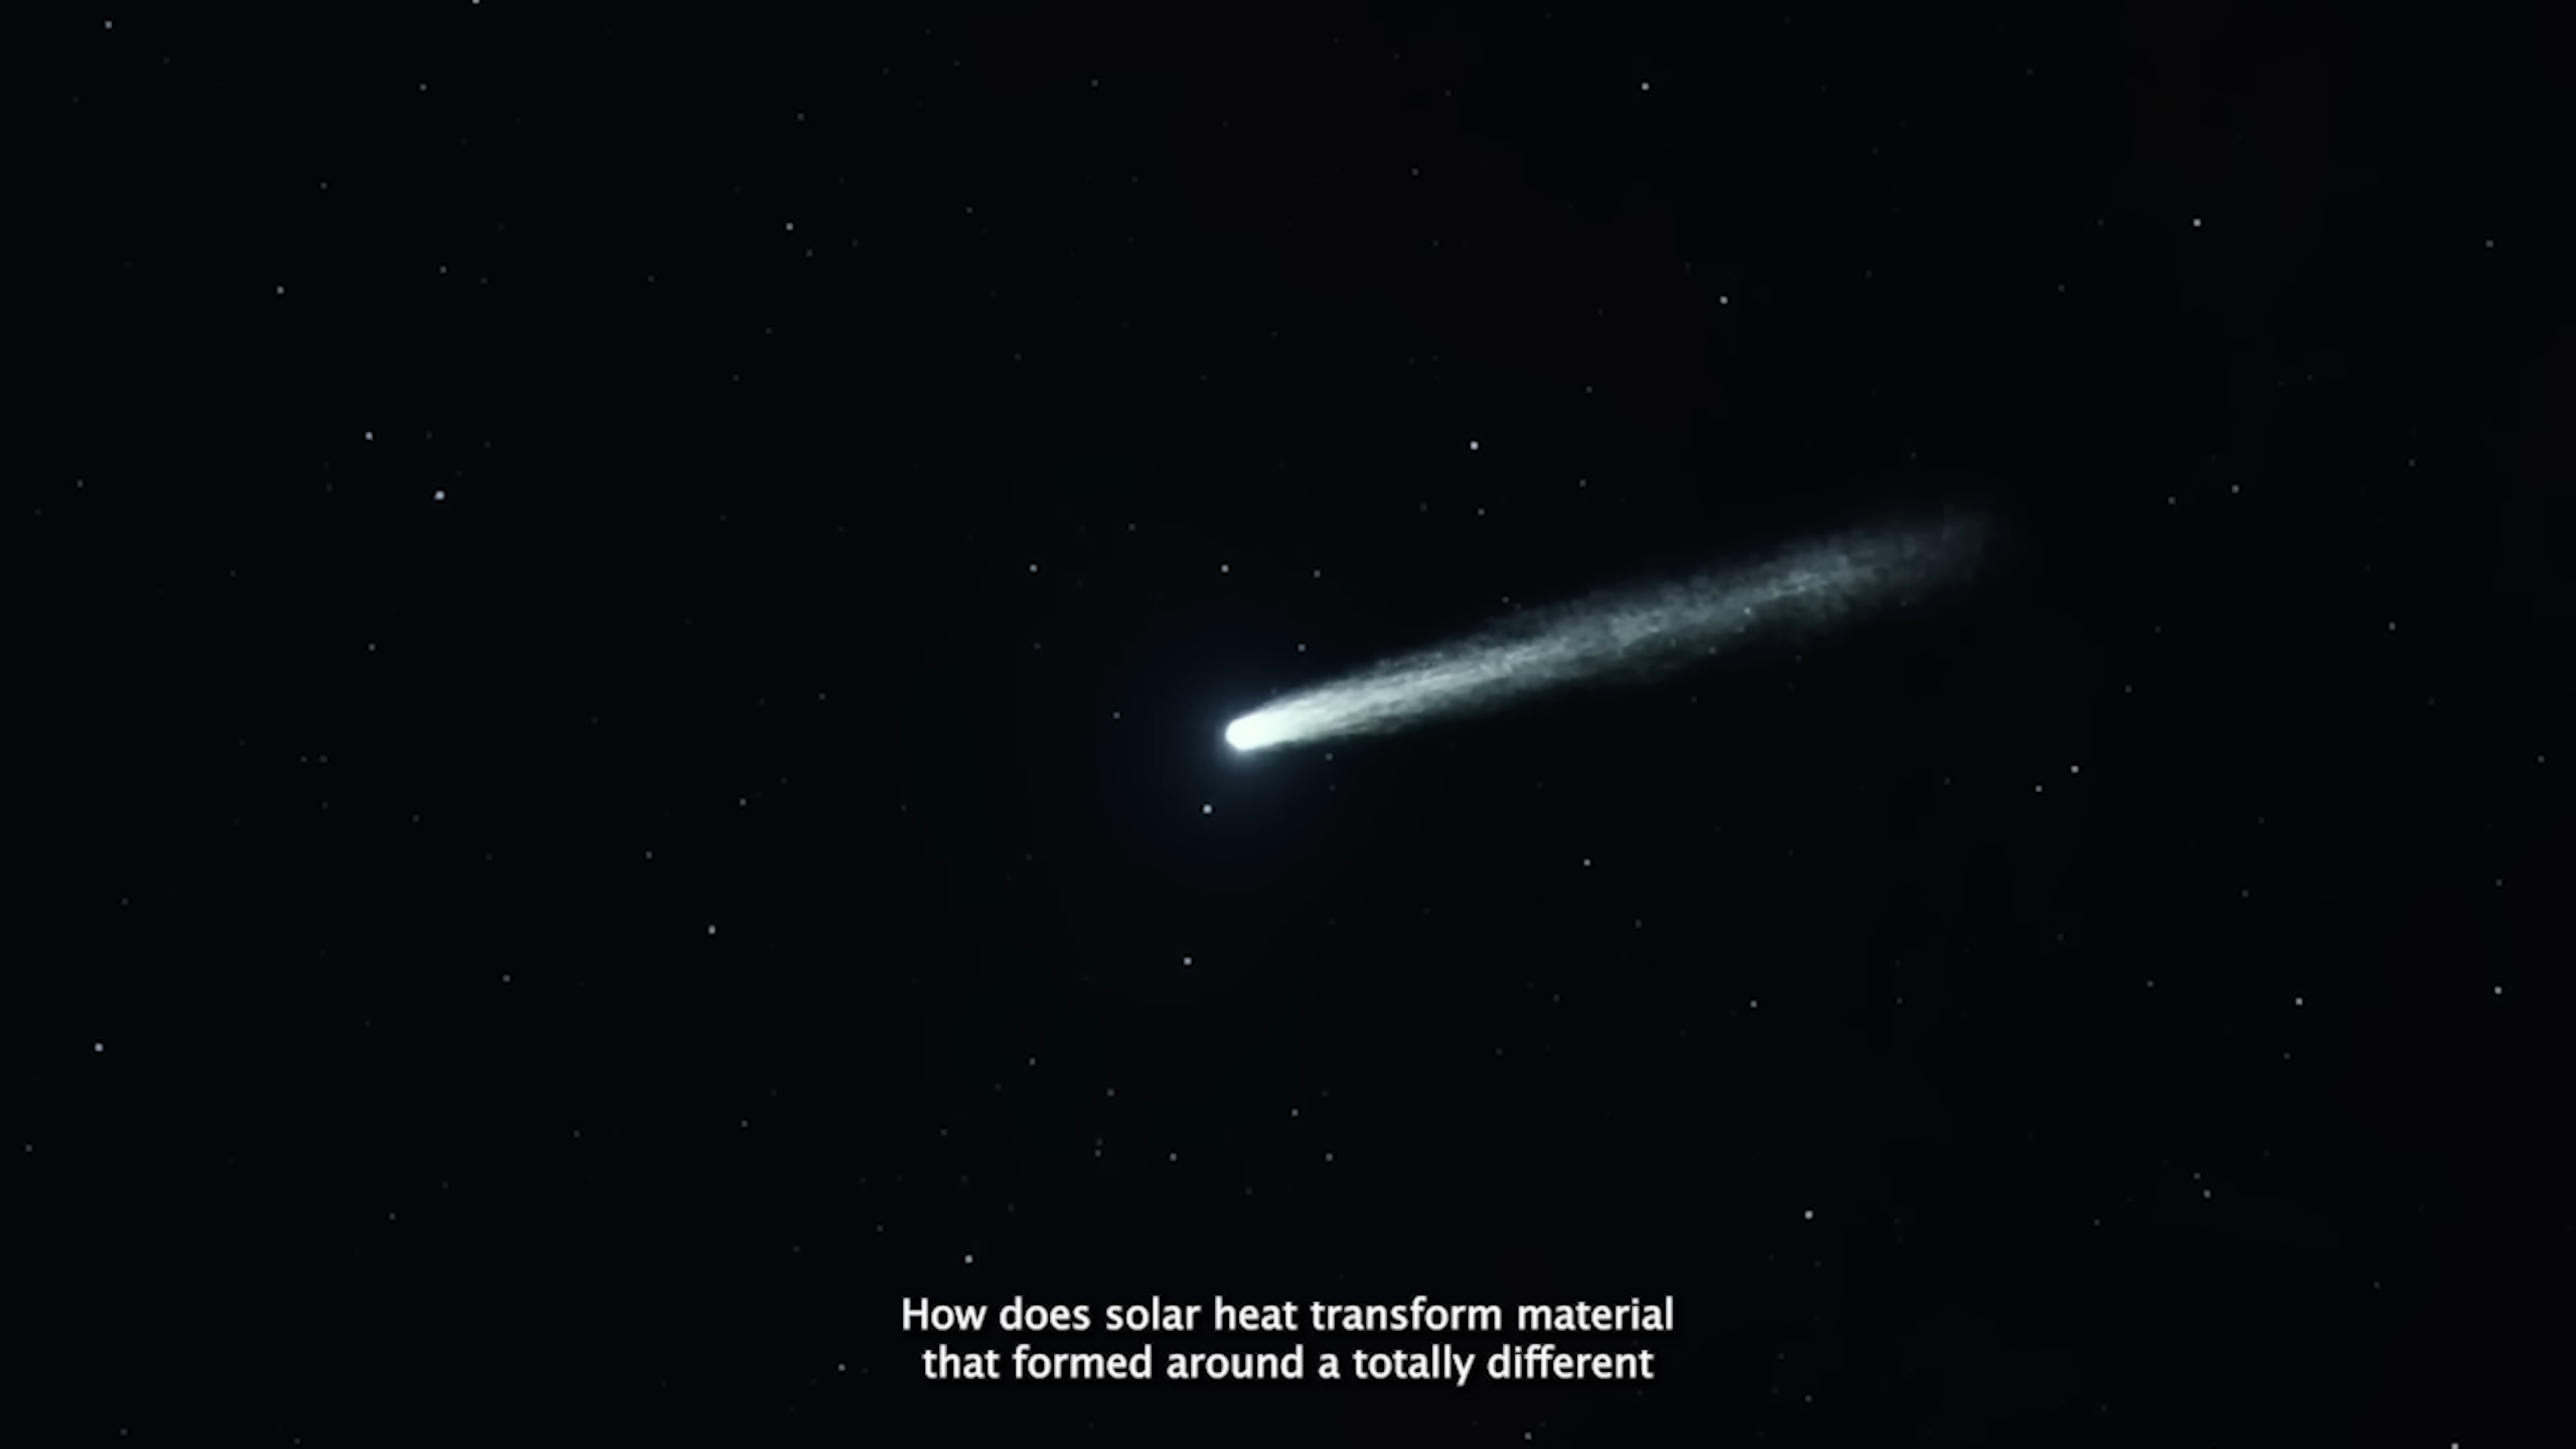 How does solar heat transform material
that formed around a totally different